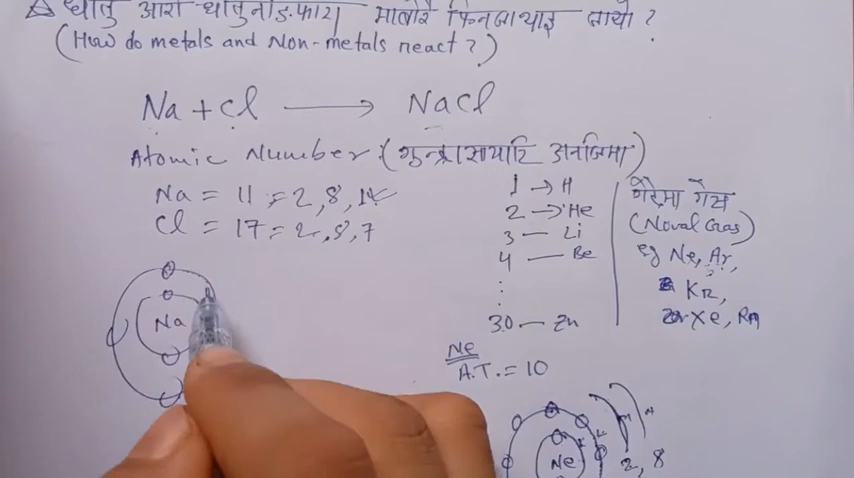 धातु आरो धातुनङि फोरा माबोरै फिनजाथाइ जायो ?
(How do metals and Non-metals react ?)
Na + Cl → NaCl
Atomic Number :
Na = 11 = 2, 8, 1
Cl = 17 = 2, 8, 7
1 → H
2 → He
3 — Li
4 — Be
:
:
30 — Zn
गेस
(Noval Gas)
eg Ne, Ar,
Kr,
Xe, Rn
Na
Ne
A.T. = 10
Ne
2, 8